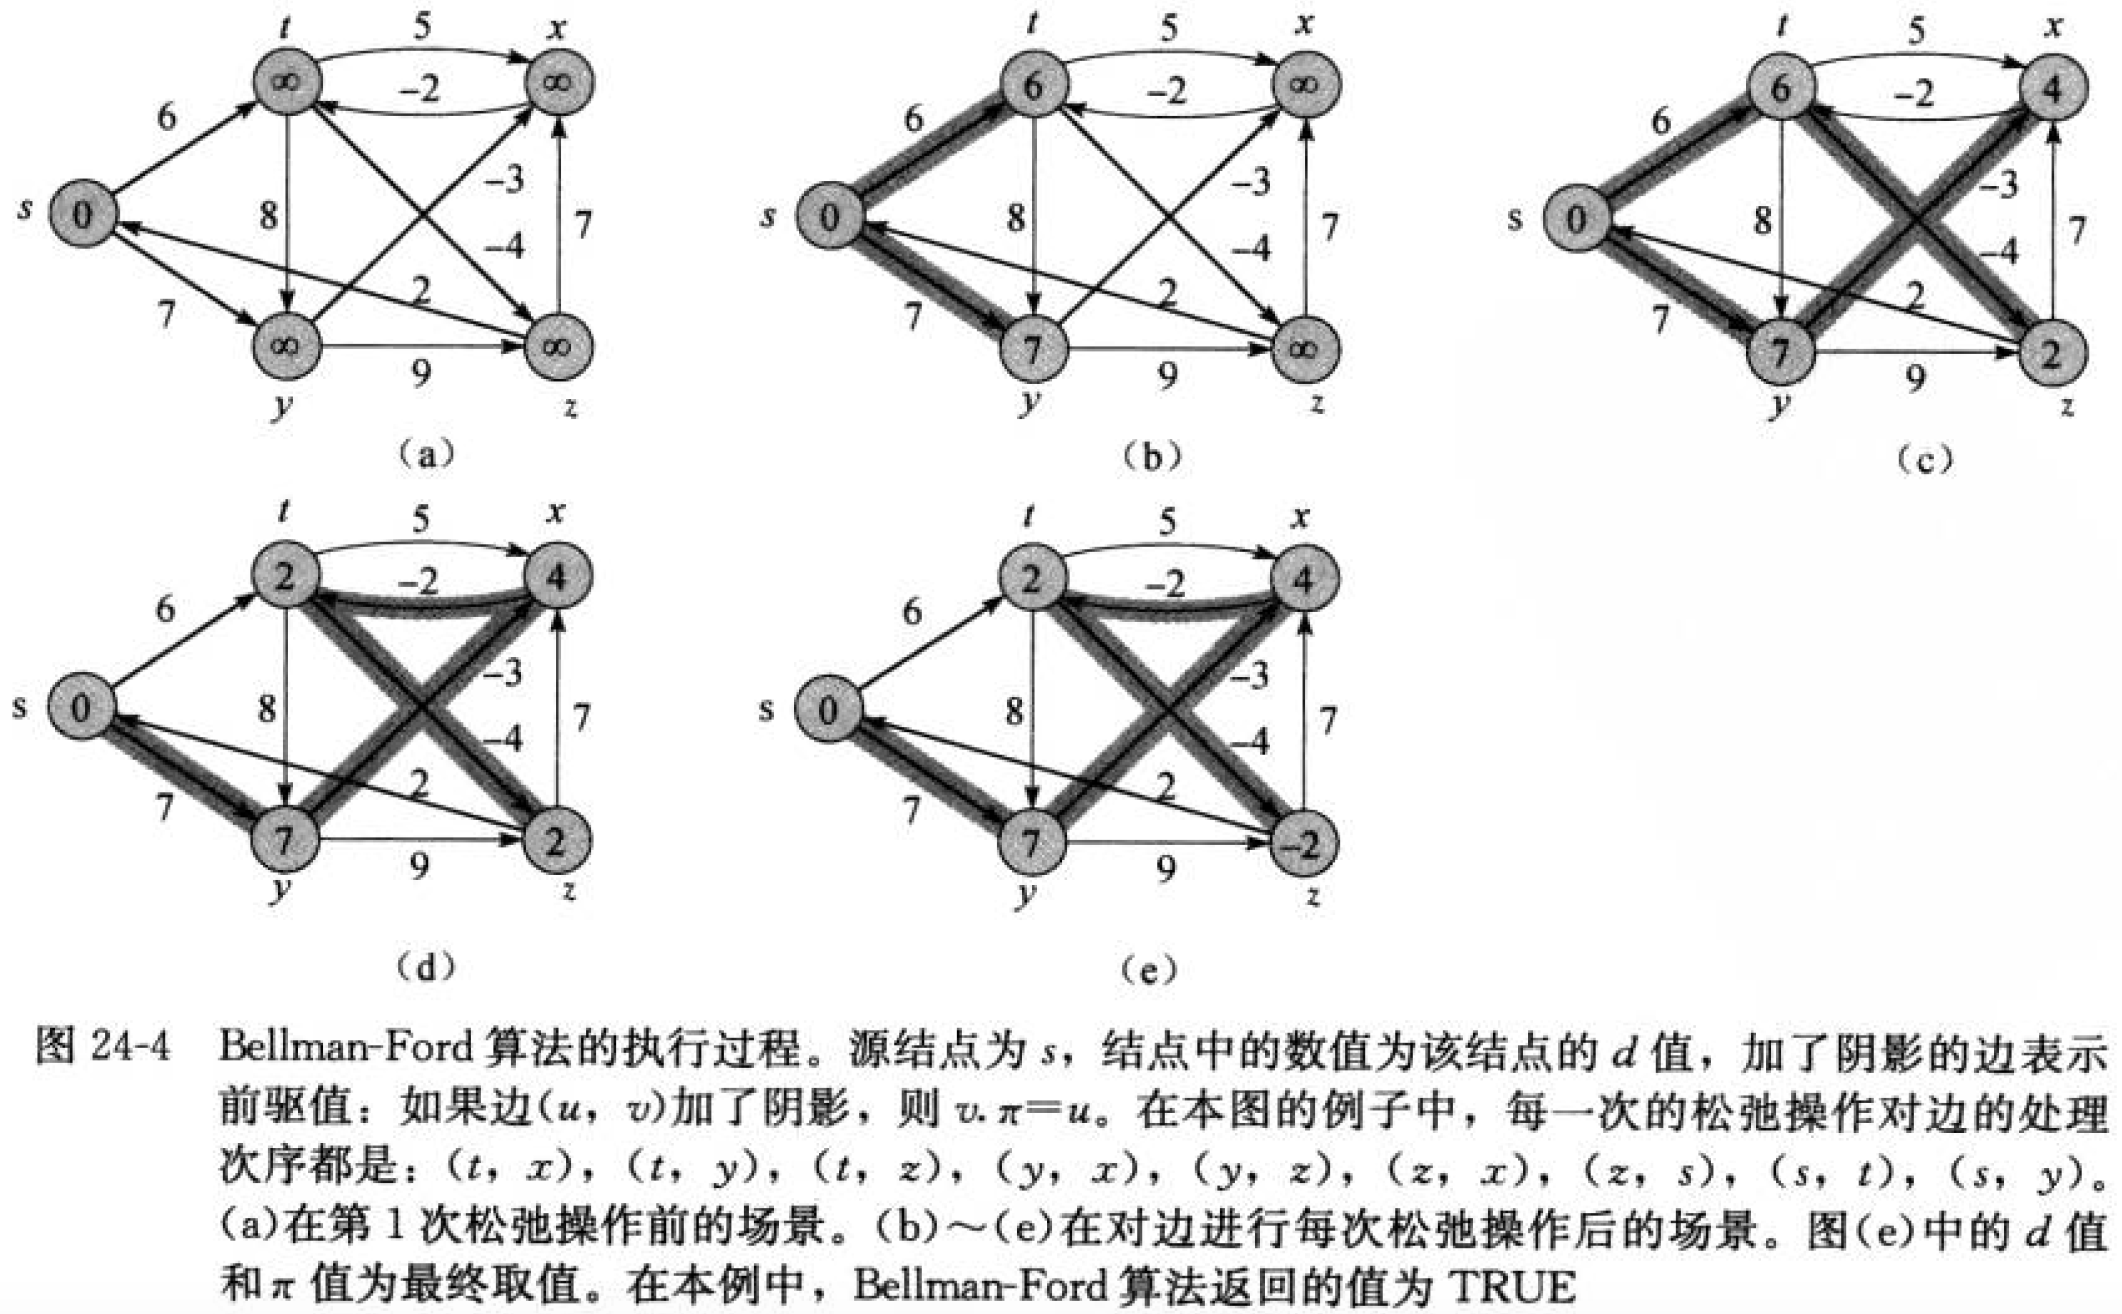 t 5 x
∞ -2 ∞
6 -3
s 0 8 7
-4
7 2
∞ 9 ∞
y z
(a)
t 5 x
6 -2 ∞
6 -3
s 0 8 7
-4
7 2
7 9 ∞
y z
(b)
t 5 x
6 -2 4
6 -3
s 0 8 7
-4
7 2
7 9 2
y z
(c)
t 5 x
2 -2 4
6 -3
s 0 8 7
-4
7 2
7 9 2
y z
(d)
t 5 x
2 -2 4
6 -3
s 0 8 7
-4
7 2
7 9 -2
y z
(e)
图 24-4 Bellman-Ford 算法的执行过程。源结点为 s，结点中的数值为该结点的 d 值，加了阴影的边表示
前驱值：如果边(u，v)加了阴影，则 v.π=u。在本图的例子中，每一次的松弛操作对边的处理
次序都是：(t，x)，(t，y)，(t，z)，(y，x)，(y，z)，(z，x)，(z，s)，(s，t)，(s，y)。
(a)在第 1 次松弛操作前的场景。(b)～(e)在对边进行每次松弛操作后的场景。图(e)中的 d 值
和 π 值为最终取值。在本例中，Bellman-Ford 算法返回的值为 TRUE